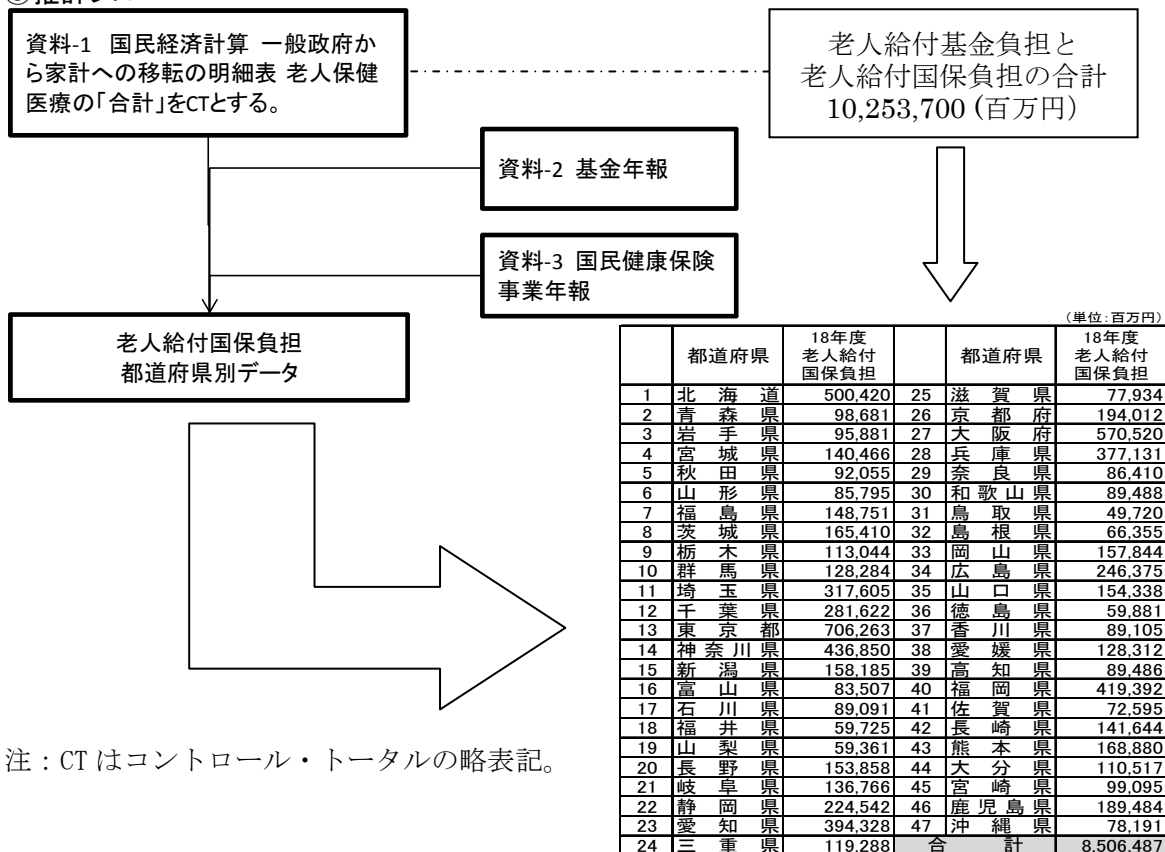 資料-1 国民経済計算 一般政府か
ら家計への移転の明細表 老人保健
医療の「合計」をCTとする。
老人給付基金負担と
老人給付国保負担の合計
10,253,700 (百万円)
資料-2 基金年報
資料-3 国民健康保険
事業年報
老人給付国保負担
都道府県別データ
(単位:百万円)
都道府県 18年度老人給付国保負担 都道府県 18年度老人給付国保負担
1 北海道 500,420 25 滋賀県 77,934
2 青森県 98,681 26 京都府 194,012
3 岩手県 95,881 27 大阪府 570,520
4 宮城県 140,466 28 兵庫県 377,131
5 秋田県 92,055 29 奈良県 86,410
6 山形県 85,795 30 和歌山県 89,488
7 福島県 148,751 31 鳥取県 49,720
8 茨城県 165,410 32 島根県 66,355
9 栃木県 113,044 33 岡山県 157,844
10 群馬県 128,284 34 広島県 246,375
11 埼玉県 317,605 35 山口県 154,338
12 千葉県 281,622 36 徳島県 59,881
13 東京都 706,263 37 香川県 89,105
14 神奈川県 436,850 38 愛媛県 128,312
15 新潟県 158,185 39 高知県 89,486
16 富山県 83,507 40 福岡県 419,392
17 石川県 89,091 41 佐賀県 72,595
18 福井県 59,725 42 長崎県 141,644
19 山梨県 59,361 43 熊本県 168,880
20 長野県 153,858 44 大分県 110,517
21 岐阜県 136,766 45 宮崎県 99,095
22 静岡県 224,542 46 鹿児島県 189,484
23 愛知県 394,328 47 沖縄県 78,191
24 三重県 119,288 合計 8,506,487
注:CTはコントロール・トータルの略表記。